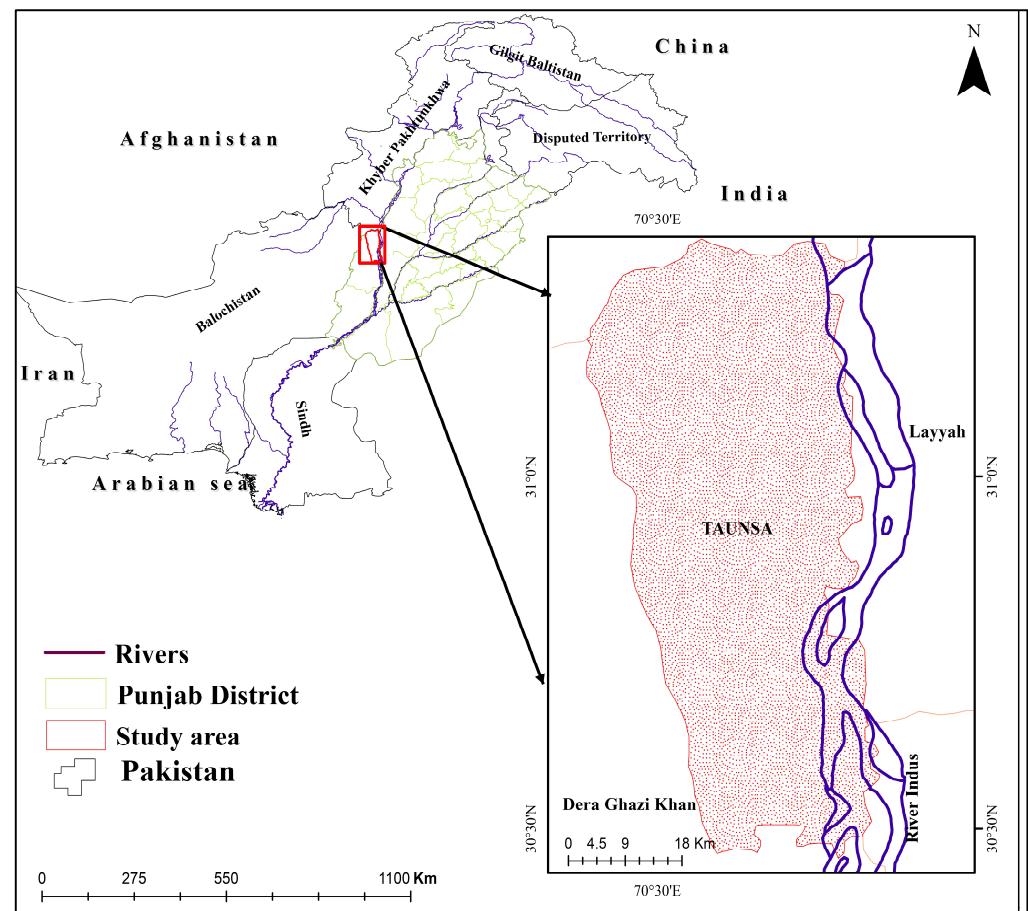 China
N
Gilgit Baltistan
Khyber Pakhtunkhwa
Afghanistan
Disputed Territory
India
70°30'E
Balochistan
Iran
Sindh
Layyah
Arabian sea
31°0'N
31°0'N
TAUNSA
Rivers
Punjab District
Study area
Pakistan
River Indus
Dera Ghazi Khan
30°30'N
30°30'N
0 4.5 9 18 Km
0 275 550 1100 Km
70°30'E